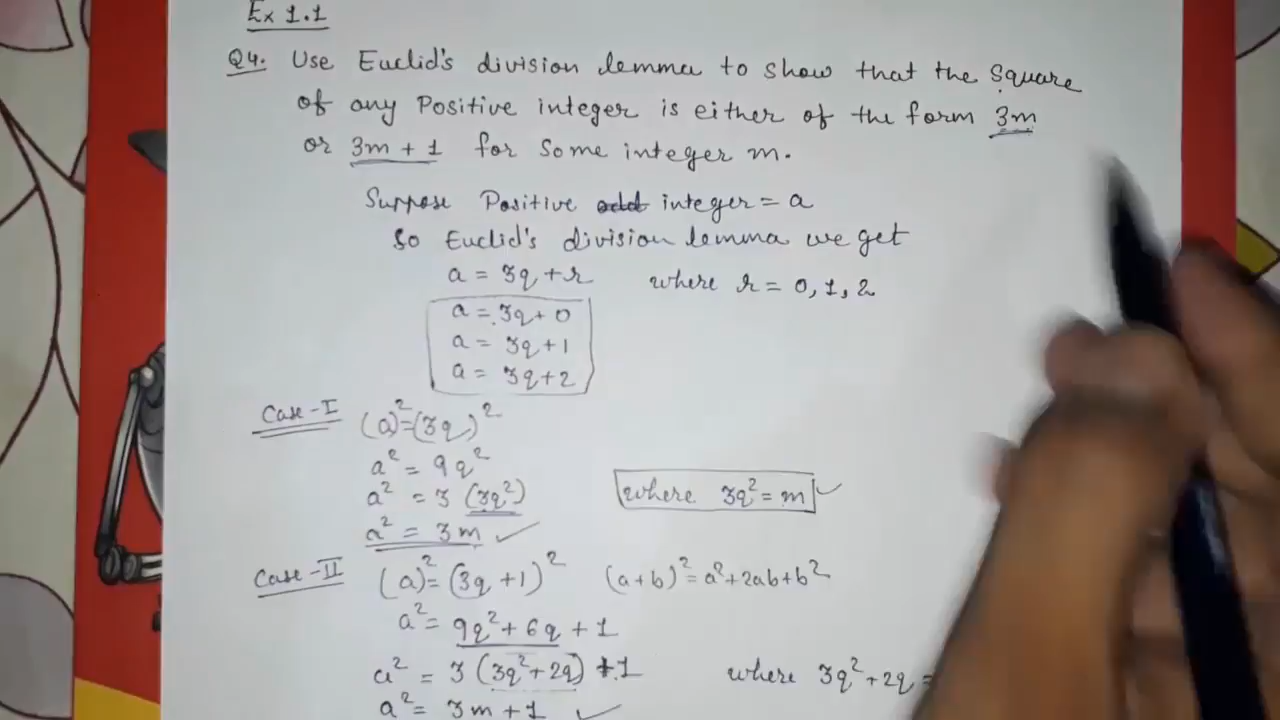 Ex 1.1
Q4. Use Euclid's division lemma to show that the square
of any Positive integer is either of the form 3m
or 3m + 1 for some integer m.
Suppose Positive odd integer = a
So Euclid's division lemma we get
a = 3q + r where r = 0, 1, 2
a = 3q + 0
a = 3q + 1
a = 3q + 2
Case-I (a)² = (3q)²
a² = 9q²
a² = 3 (3q²) where 3q² = m
a² = 3m
Case-II (a)² = (3q + 1)² (a+b)² = a² + 2ab + b²
a² = 9q² + 6q + 1
a² = 3 (3q² + 2q) + 1 where 3q² + 2q =
a² = 3m + 1